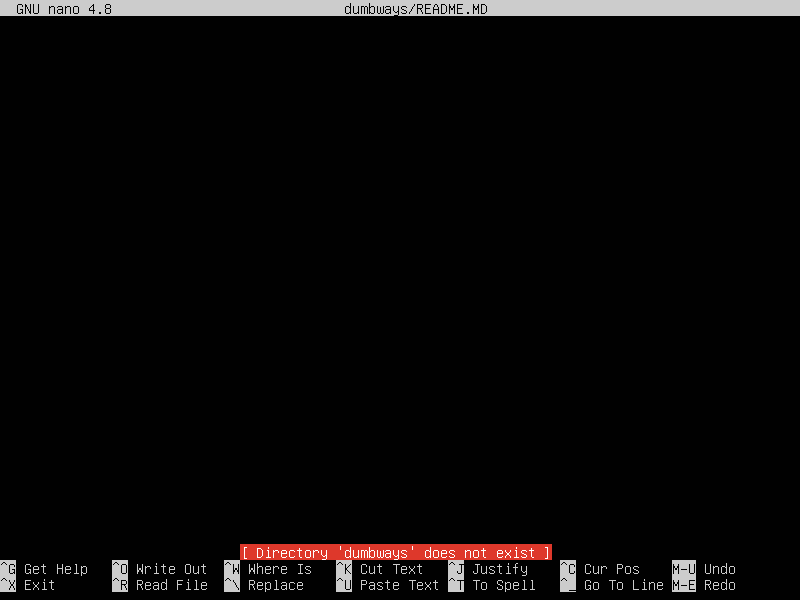 GNU nano 4.8 dumbways/README.MD
[ Directory 'dumbways' does not exist ]
^G Get Help ^O Write Out ^W Where Is ^K Cut Text ^J Justify ^C Cur Pos M-U Undo
^X Exit ^R Read File ^\ Replace ^U Paste Text ^T To Spell ^_ Go To Line M-E Redo